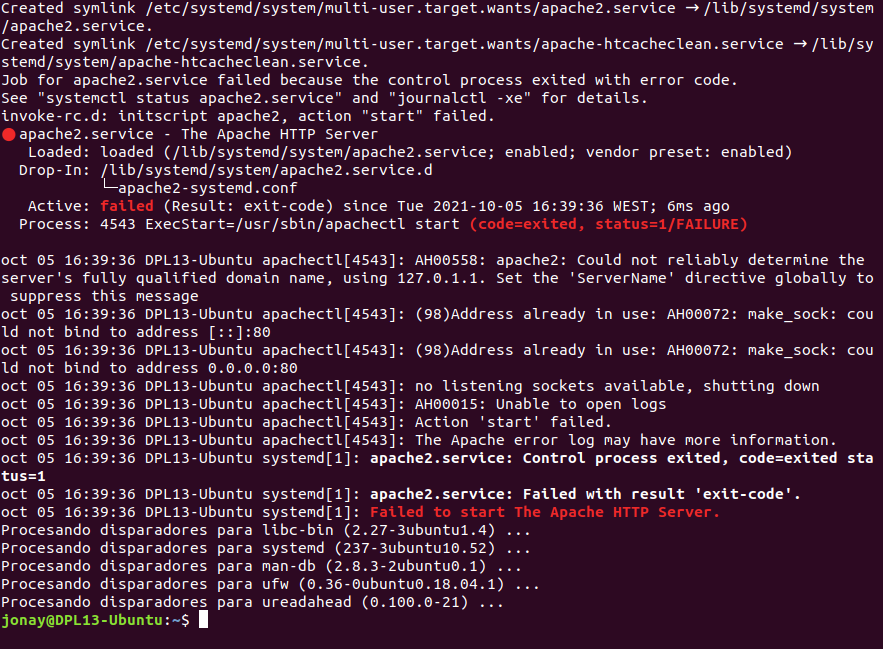 Created symlink /etc/systemd/system/multi-user.target.wants/apache2.service → /lib/systemd/system
/apache2.service.
Created symlink /etc/systemd/system/multi-user.target.wants/apache-htcacheclean.service → /lib/sy
stemd/system/apache-htcacheclean.service.
Job for apache2.service failed because the control process exited with error code.
See "systemctl status apache2.service" and "journalctl -xe" for details.
invoke-rc.d: initscript apache2, action "start" failed.
● apache2.service - The Apache HTTP Server
   Loaded: loaded (/lib/systemd/system/apache2.service; enabled; vendor preset: enabled)
  Drop-In: /lib/systemd/system/apache2.service.d
           └─apache2-systemd.conf
   Active: failed (Result: exit-code) since Tue 2021-10-05 16:39:36 WEST; 6ms ago
  Process: 4543 ExecStart=/usr/sbin/apachectl start (code=exited, status=1/FAILURE)

oct 05 16:39:36 DPL13-Ubuntu apachectl[4543]: AH00558: apache2: Could not reliably determine the
server's fully qualified domain name, using 127.0.1.1. Set the 'ServerName' directive globally to
 suppress this message
oct 05 16:39:36 DPL13-Ubuntu apachectl[4543]: (98)Address already in use: AH00072: make_sock: cou
ld not bind to address [::]:80
oct 05 16:39:36 DPL13-Ubuntu apachectl[4543]: (98)Address already in use: AH00072: make_sock: cou
ld not bind to address 0.0.0.0:80
oct 05 16:39:36 DPL13-Ubuntu apachectl[4543]: no listening sockets available, shutting down
oct 05 16:39:36 DPL13-Ubuntu apachectl[4543]: AH00015: Unable to open logs
oct 05 16:39:36 DPL13-Ubuntu apachectl[4543]: Action 'start' failed.
oct 05 16:39:36 DPL13-Ubuntu apachectl[4543]: The Apache error log may have more information.
oct 05 16:39:36 DPL13-Ubuntu systemd[1]: apache2.service: Control process exited, code=exited sta
tus=1
oct 05 16:39:36 DPL13-Ubuntu systemd[1]: apache2.service: Failed with result 'exit-code'.
oct 05 16:39:36 DPL13-Ubuntu systemd[1]: Failed to start The Apache HTTP Server.
Procesando disparadores para libc-bin (2.27-3ubuntu1.4) ...
Procesando disparadores para systemd (237-3ubuntu10.52) ...
Procesando disparadores para man-db (2.8.3-2ubuntu0.1) ...
Procesando disparadores para ufw (0.36-0ubuntu0.18.04.1) ...
Procesando disparadores para ureadahead (0.100.0-21) ...
jonay@DPL13-Ubuntu:~$